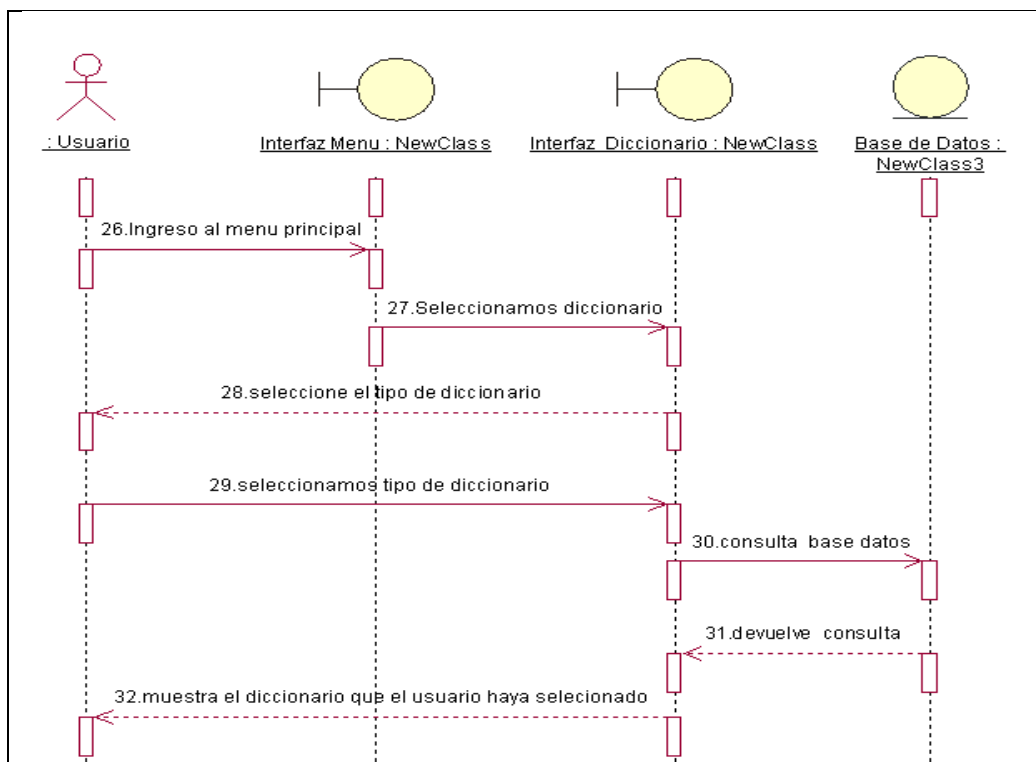 : Usuario
Interfaz Menu : NewClass
Interfaz Diccionario : NewClass
Base de Datos :
NewClass3
26.Ingreso al menu principal
27.Seleccionamos diccionario
28.seleccione el tipo de diccionario
29.seleccionamos tipo de diccionario
30.consulta base datos
31.devuelve consulta
32.muestra el diccionario que el usuario haya selecionado